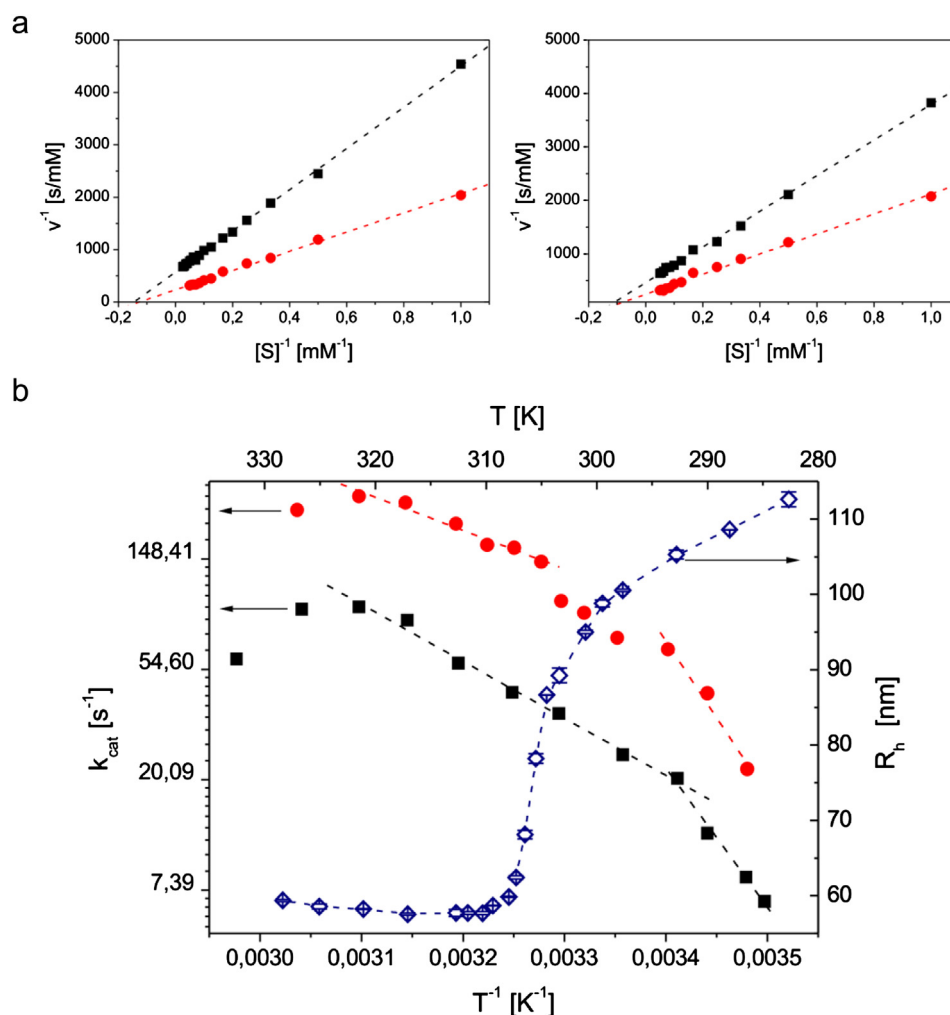 a
5000
4000
3000
2000
1000
0
v-1 [s/mM]
-0,2 0,0 0,2 0,4 0,6 0,8 1,0
[S]-1 [mM-1]
5000
4000
3000
2000
1000
0
v-1 [s/mM]
-0,2 0,0 0,2 0,4 0,6 0,8 1,0
[S]-1 [mM-1]
b
T [K]
330 320 310 300 290 280
148,41
54,60
20,09
7,39
kcat [s-1]
110
100
90
80
70
60
Rh [nm]
0,0030 0,0031 0,0032 0,0033 0,0034 0,0035
T-1 [K-1]